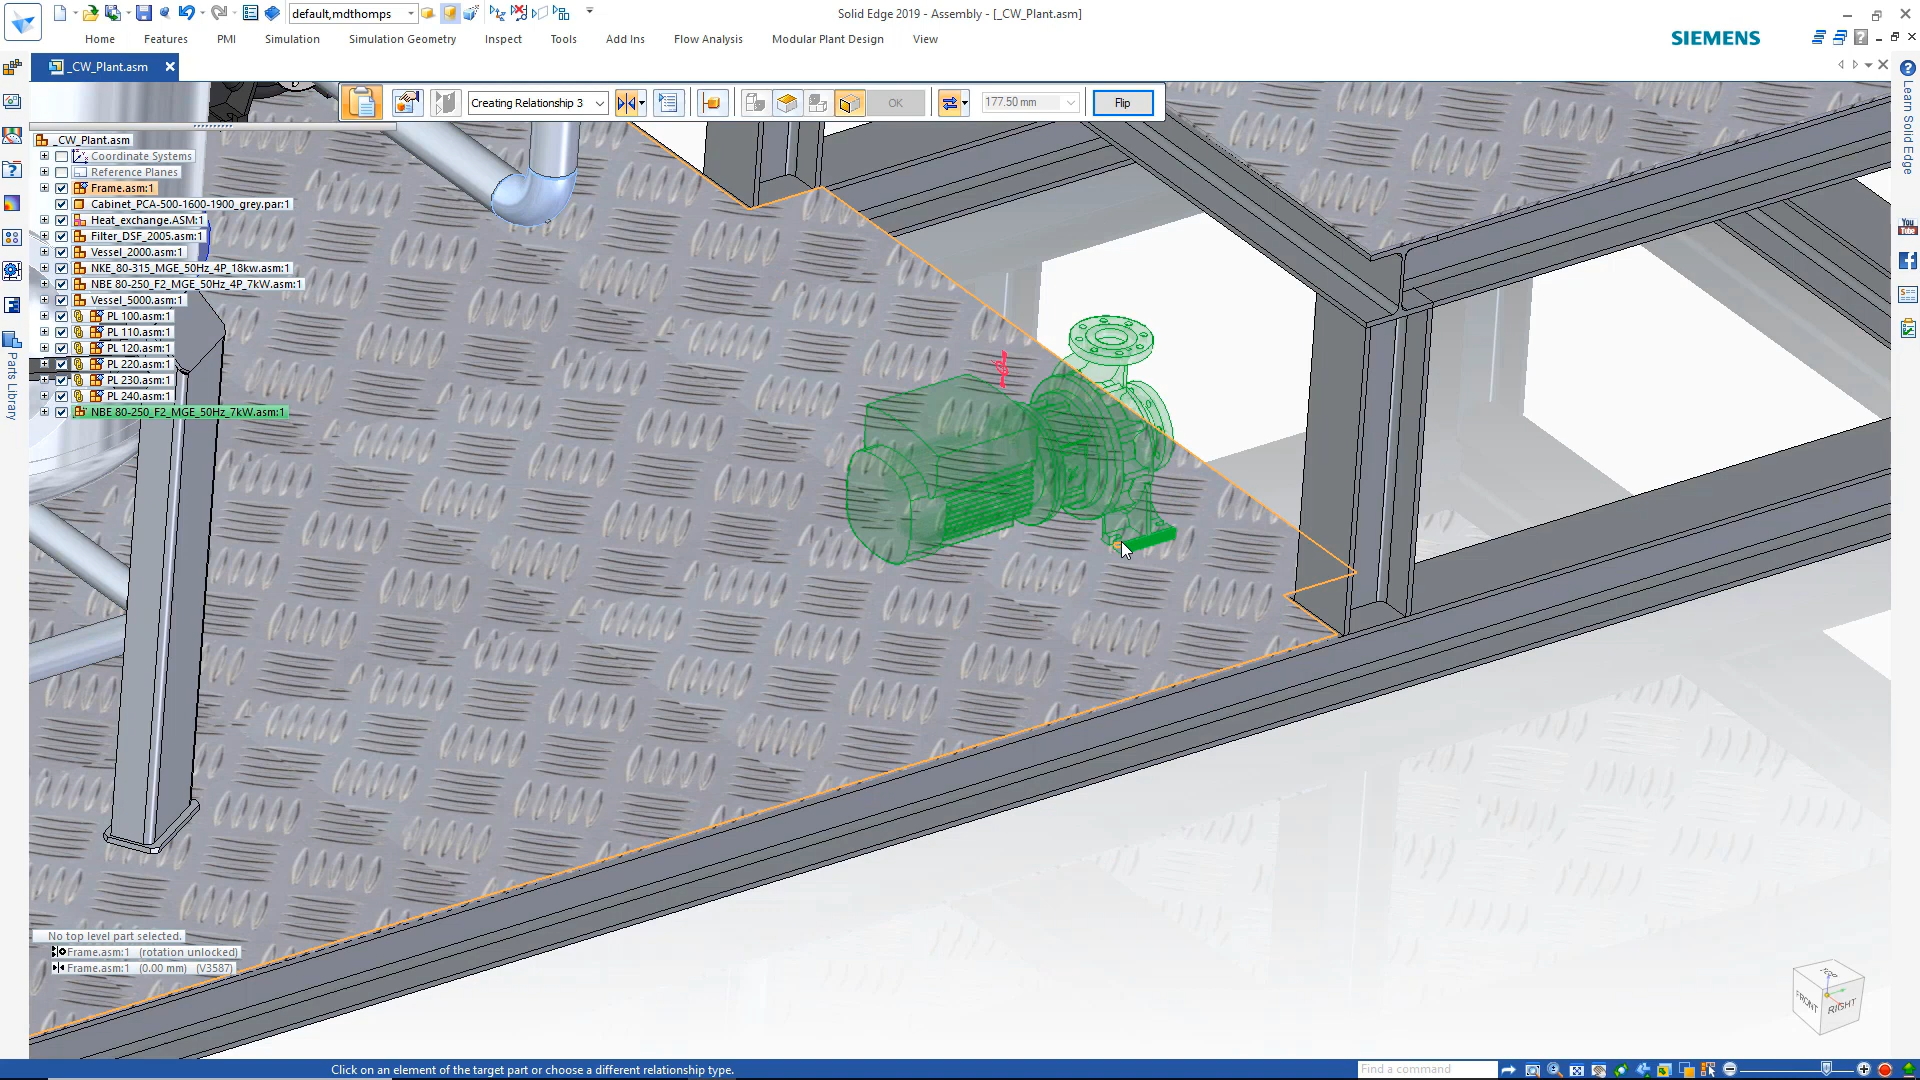 default,mdthomps
Solid Edge 2019 - Assembly - [_CW_Plant.asm]
Home
Features
PMI
Simulation
Simulation Geometry
Inspect
Tools
Add Ins
Flow Analysis
Modular Plant Design
View
SIEMENS
_CW_Plant.asm
Creating Relationship 3
OK
177.50 mm
Flip
_CW_Plant.asm
Coordinate Systems
Reference Planes
Frame.asm:1
Cabinet_PCA-500-1600-1900_grey.par:1
Heat_exchange.ASM:1
Filter_DSF_2005.asm:1
Vessel_2000.asm:1
NKE_80-315_MGE_50Hz_4P_18kw.asm:1
NBE 80-250_F2_MGE_50Hz_4P_7kW.asm:1
Vessel_5000.asm:1
PL 100.asm:1
PL 110.asm:1
PL 120.asm:1
PL 220.asm:1
PL 230.asm:1
PL 240.asm:1
NBE 80-250_F2_MGE_50Hz_7kW.asm:1
Parts Library
Learn Solid Edge
You
Tube
No top level part selected.
Frame.asm:1 (rotation unlocked)
Frame.asm:1 (0.00 mm) (V3587)
TOP
FRONT
RIGHT
Click on an element of the target part or choose a different relationship type.
Find a command